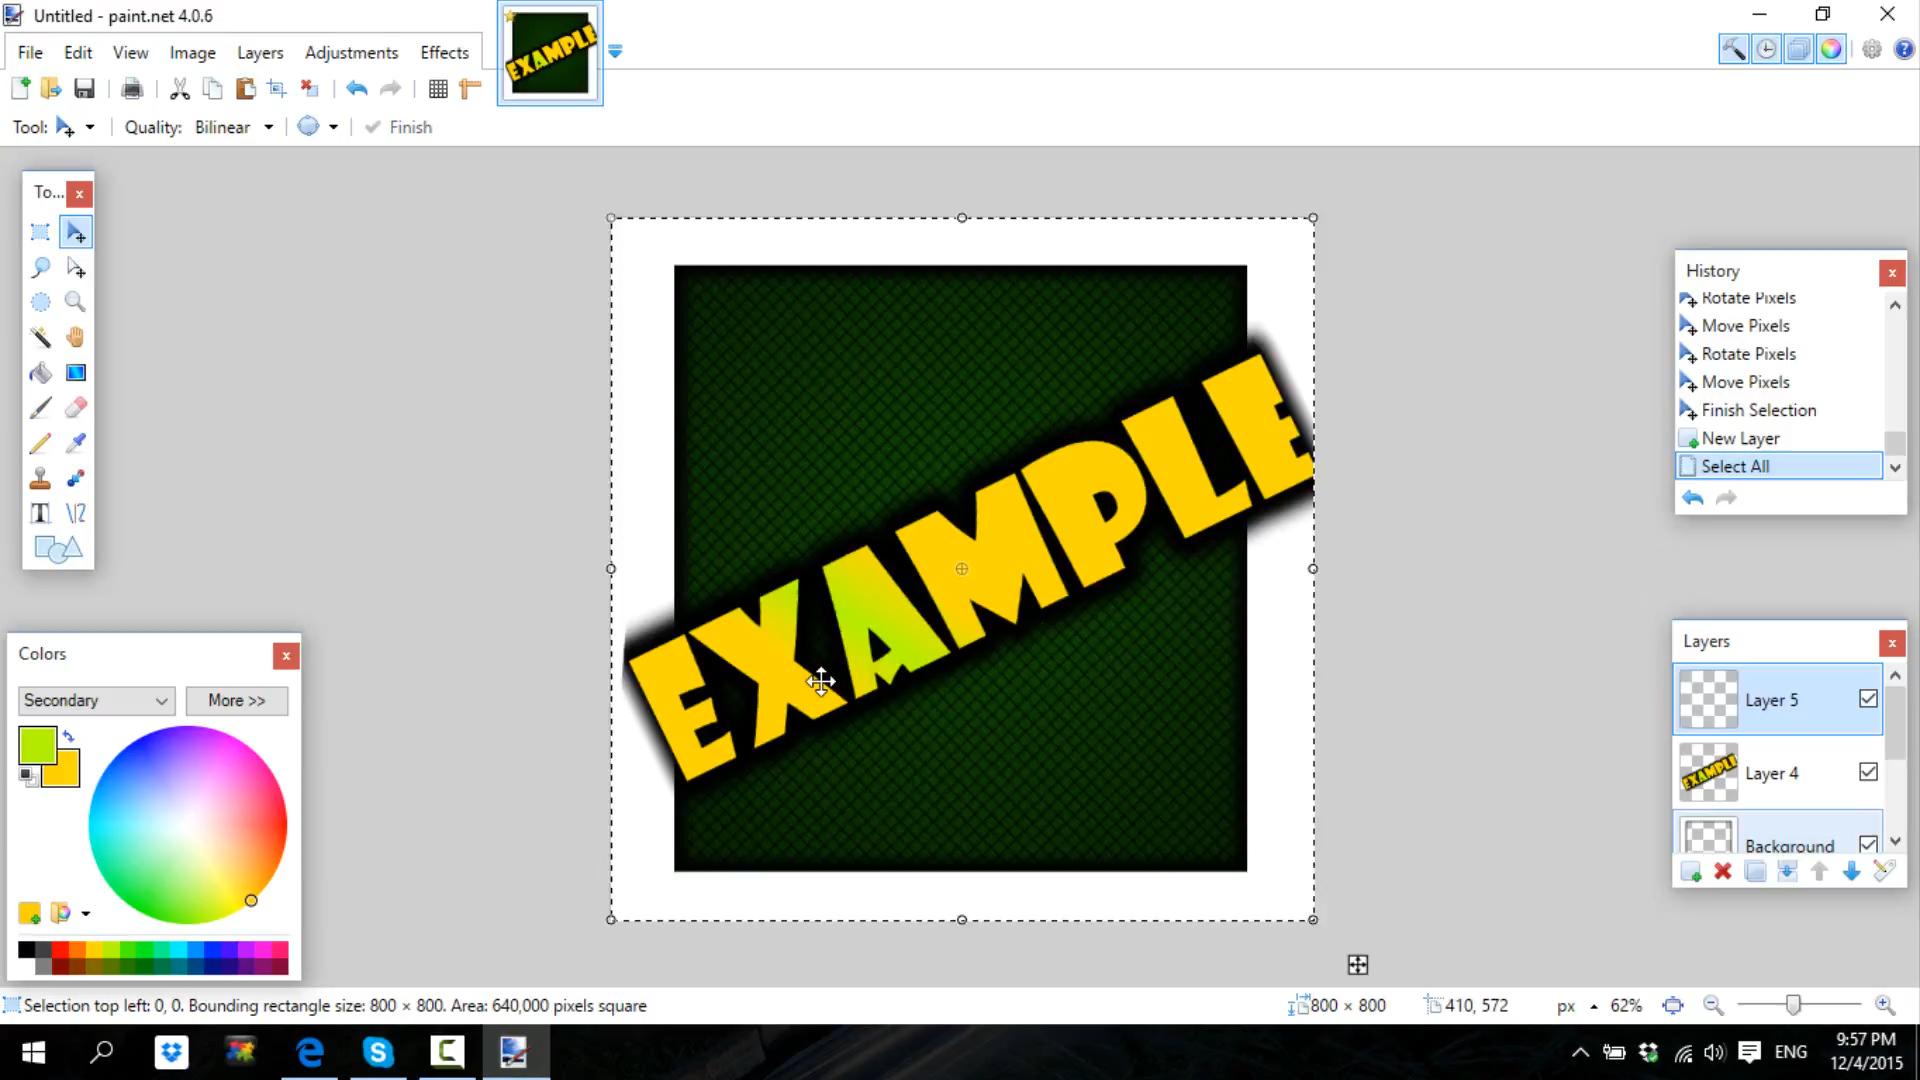 Untitled - paint.net 4.0.6
File Edit View Image Layers Adjustments Effects
EXAMPLE
Tool: Quality: Bilinear Finish
To...
EXAMPLE
History
Rotate Pixels
Move Pixels
Rotate Pixels
Move Pixels
Finish Selection
New Layer
Select All
Colors
Secondary More >>
Layers
Layer 5
EXAMPLE Layer 4
Background
Selection top left: 0, 0. Bounding rectangle size: 800 × 800. Area: 640,000 pixels square 800 × 800 410, 572 px 62%
ENG 9:57 PM
12/4/2015